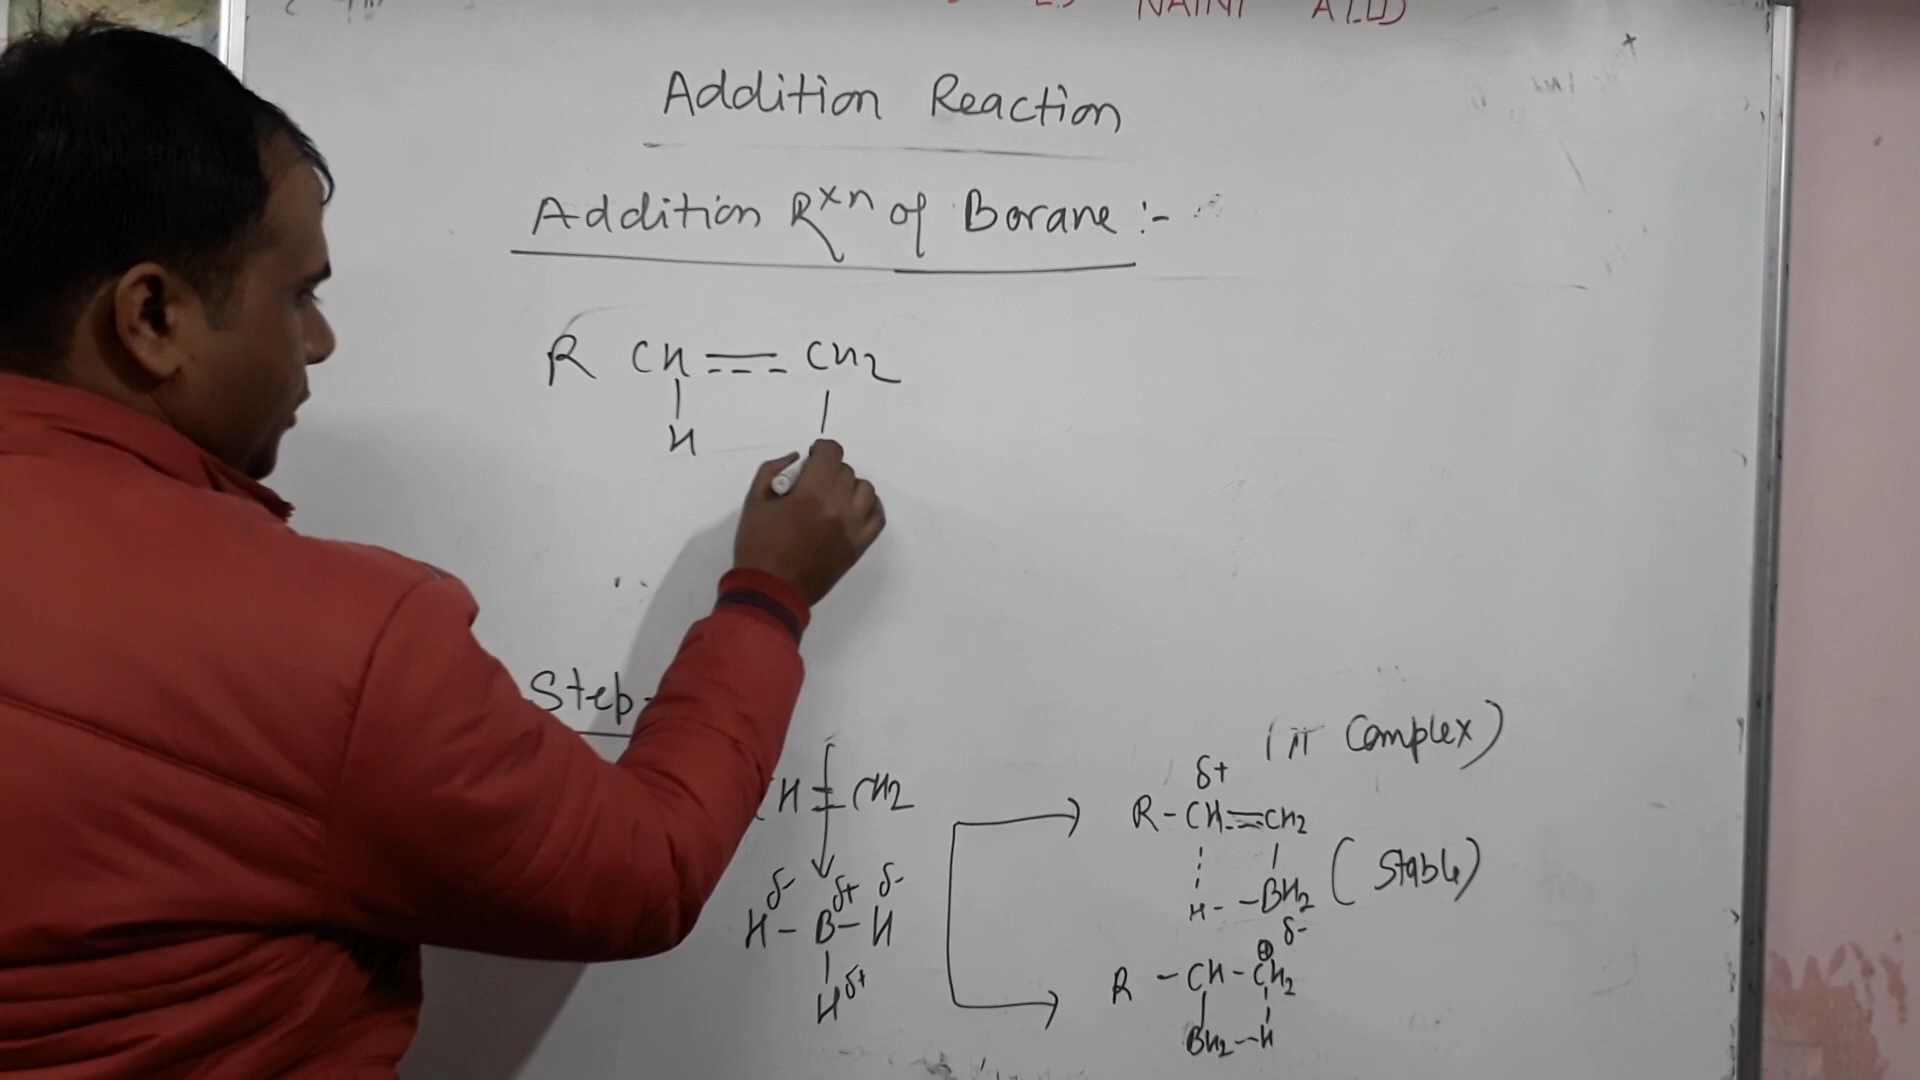 NAINI ALLD
Addition Reaction
Addition Rxn of Borane :-
R CH == CH2
H
Step-
(π Complex)
δ+
CH = CH2
R - CH == CH2
(Stable)
δ- δ+ δ-
H - B - H
H - - BH2
δ-
H δ+
⊕
R - CH - CH2
BH2 -- H